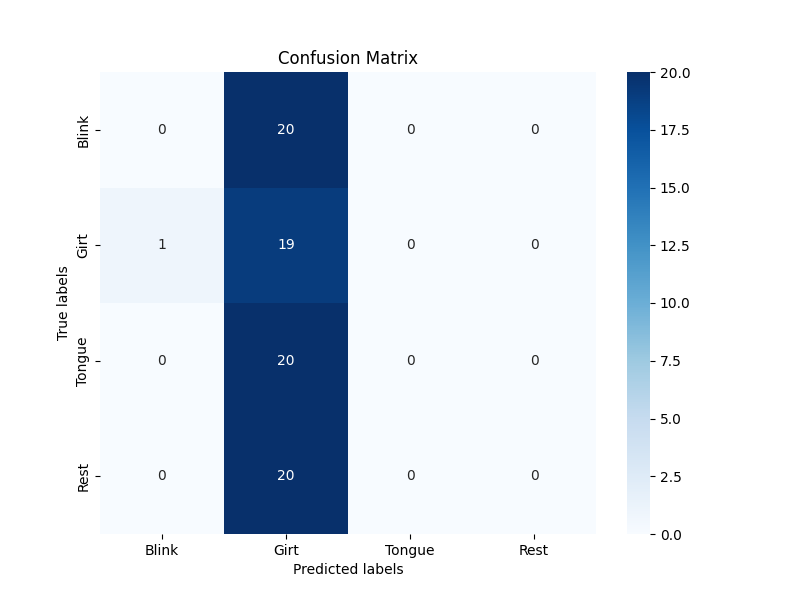 Confusion Matrix
True labels
Blink
0 20 0 0
Girt
1 19 0 0
Tongue
0 20 0 0
Rest
0 20 0 0
Blink Girt Tongue Rest
Predicted labels
20.0
17.5
15.0
12.5
10.0
7.5
5.0
2.5
0.0